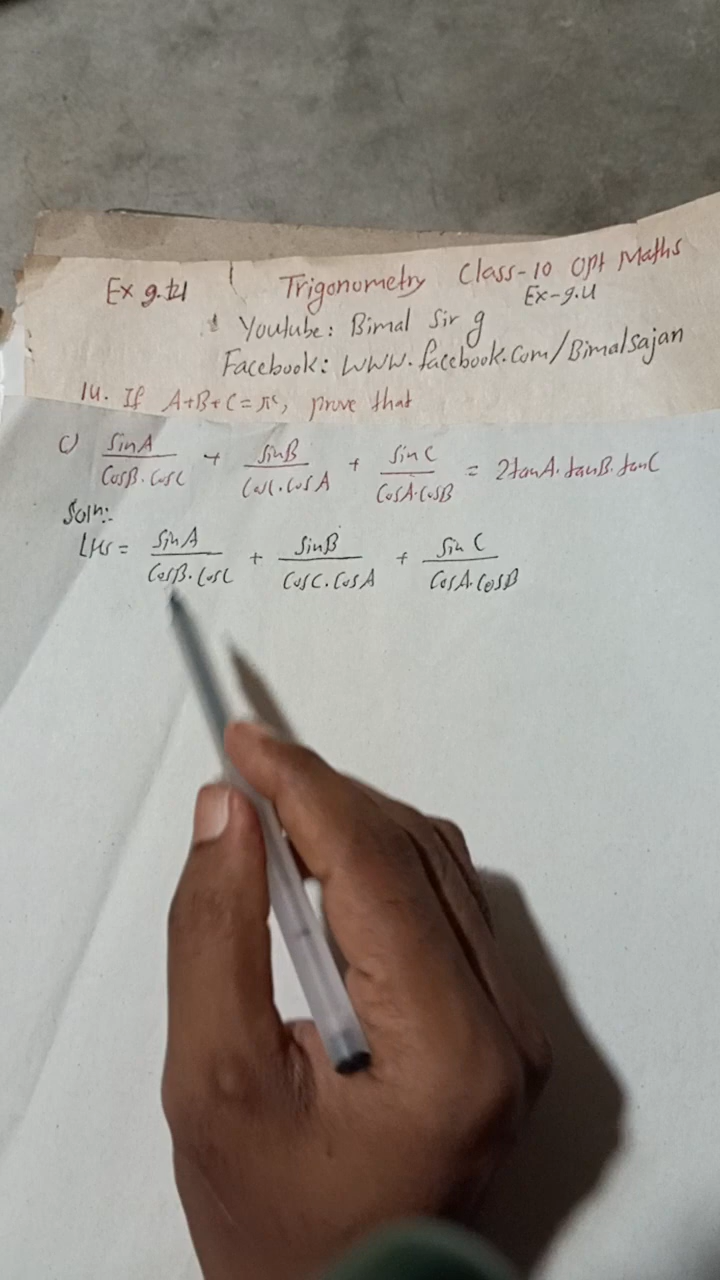 Ex 9.4 Trigonometry Class-10 Opt Maths
Ex-9.4
Youtube: Bimal Sir g
Facebook: WWW.facebook.com/Bimalsajan
14. If A+B+C=πᶜ, prove that
c) SinA/CosB.CosC + SinB/CosC.CosA + SinC/CosA.CosB = 2tanA.tanB.tanC
Soln:
LHS = SinA/CosB.CosC + SinB/CosC.CosA + Sin C/CosA.CosB